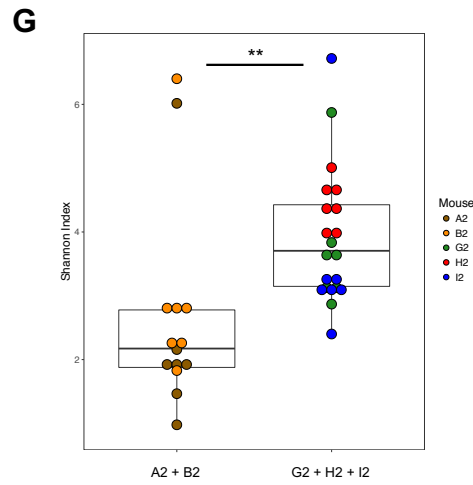 G
**
6
4
2
Shannon Index
Mouse
A2
B2
G2
H2
I2
A2 + B2
G2 + H2 + I2